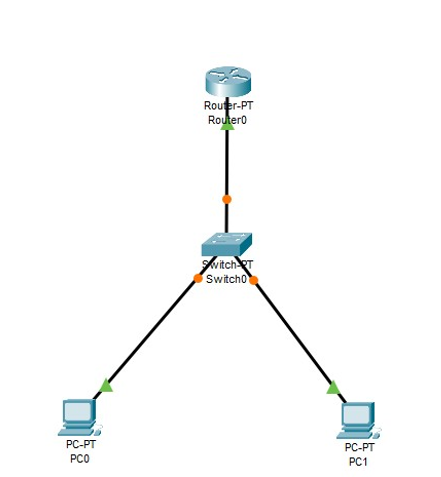 Router-PT
Router0
Switch-PT
Switch0
PC-PT
PC0
PC-PT
PC1